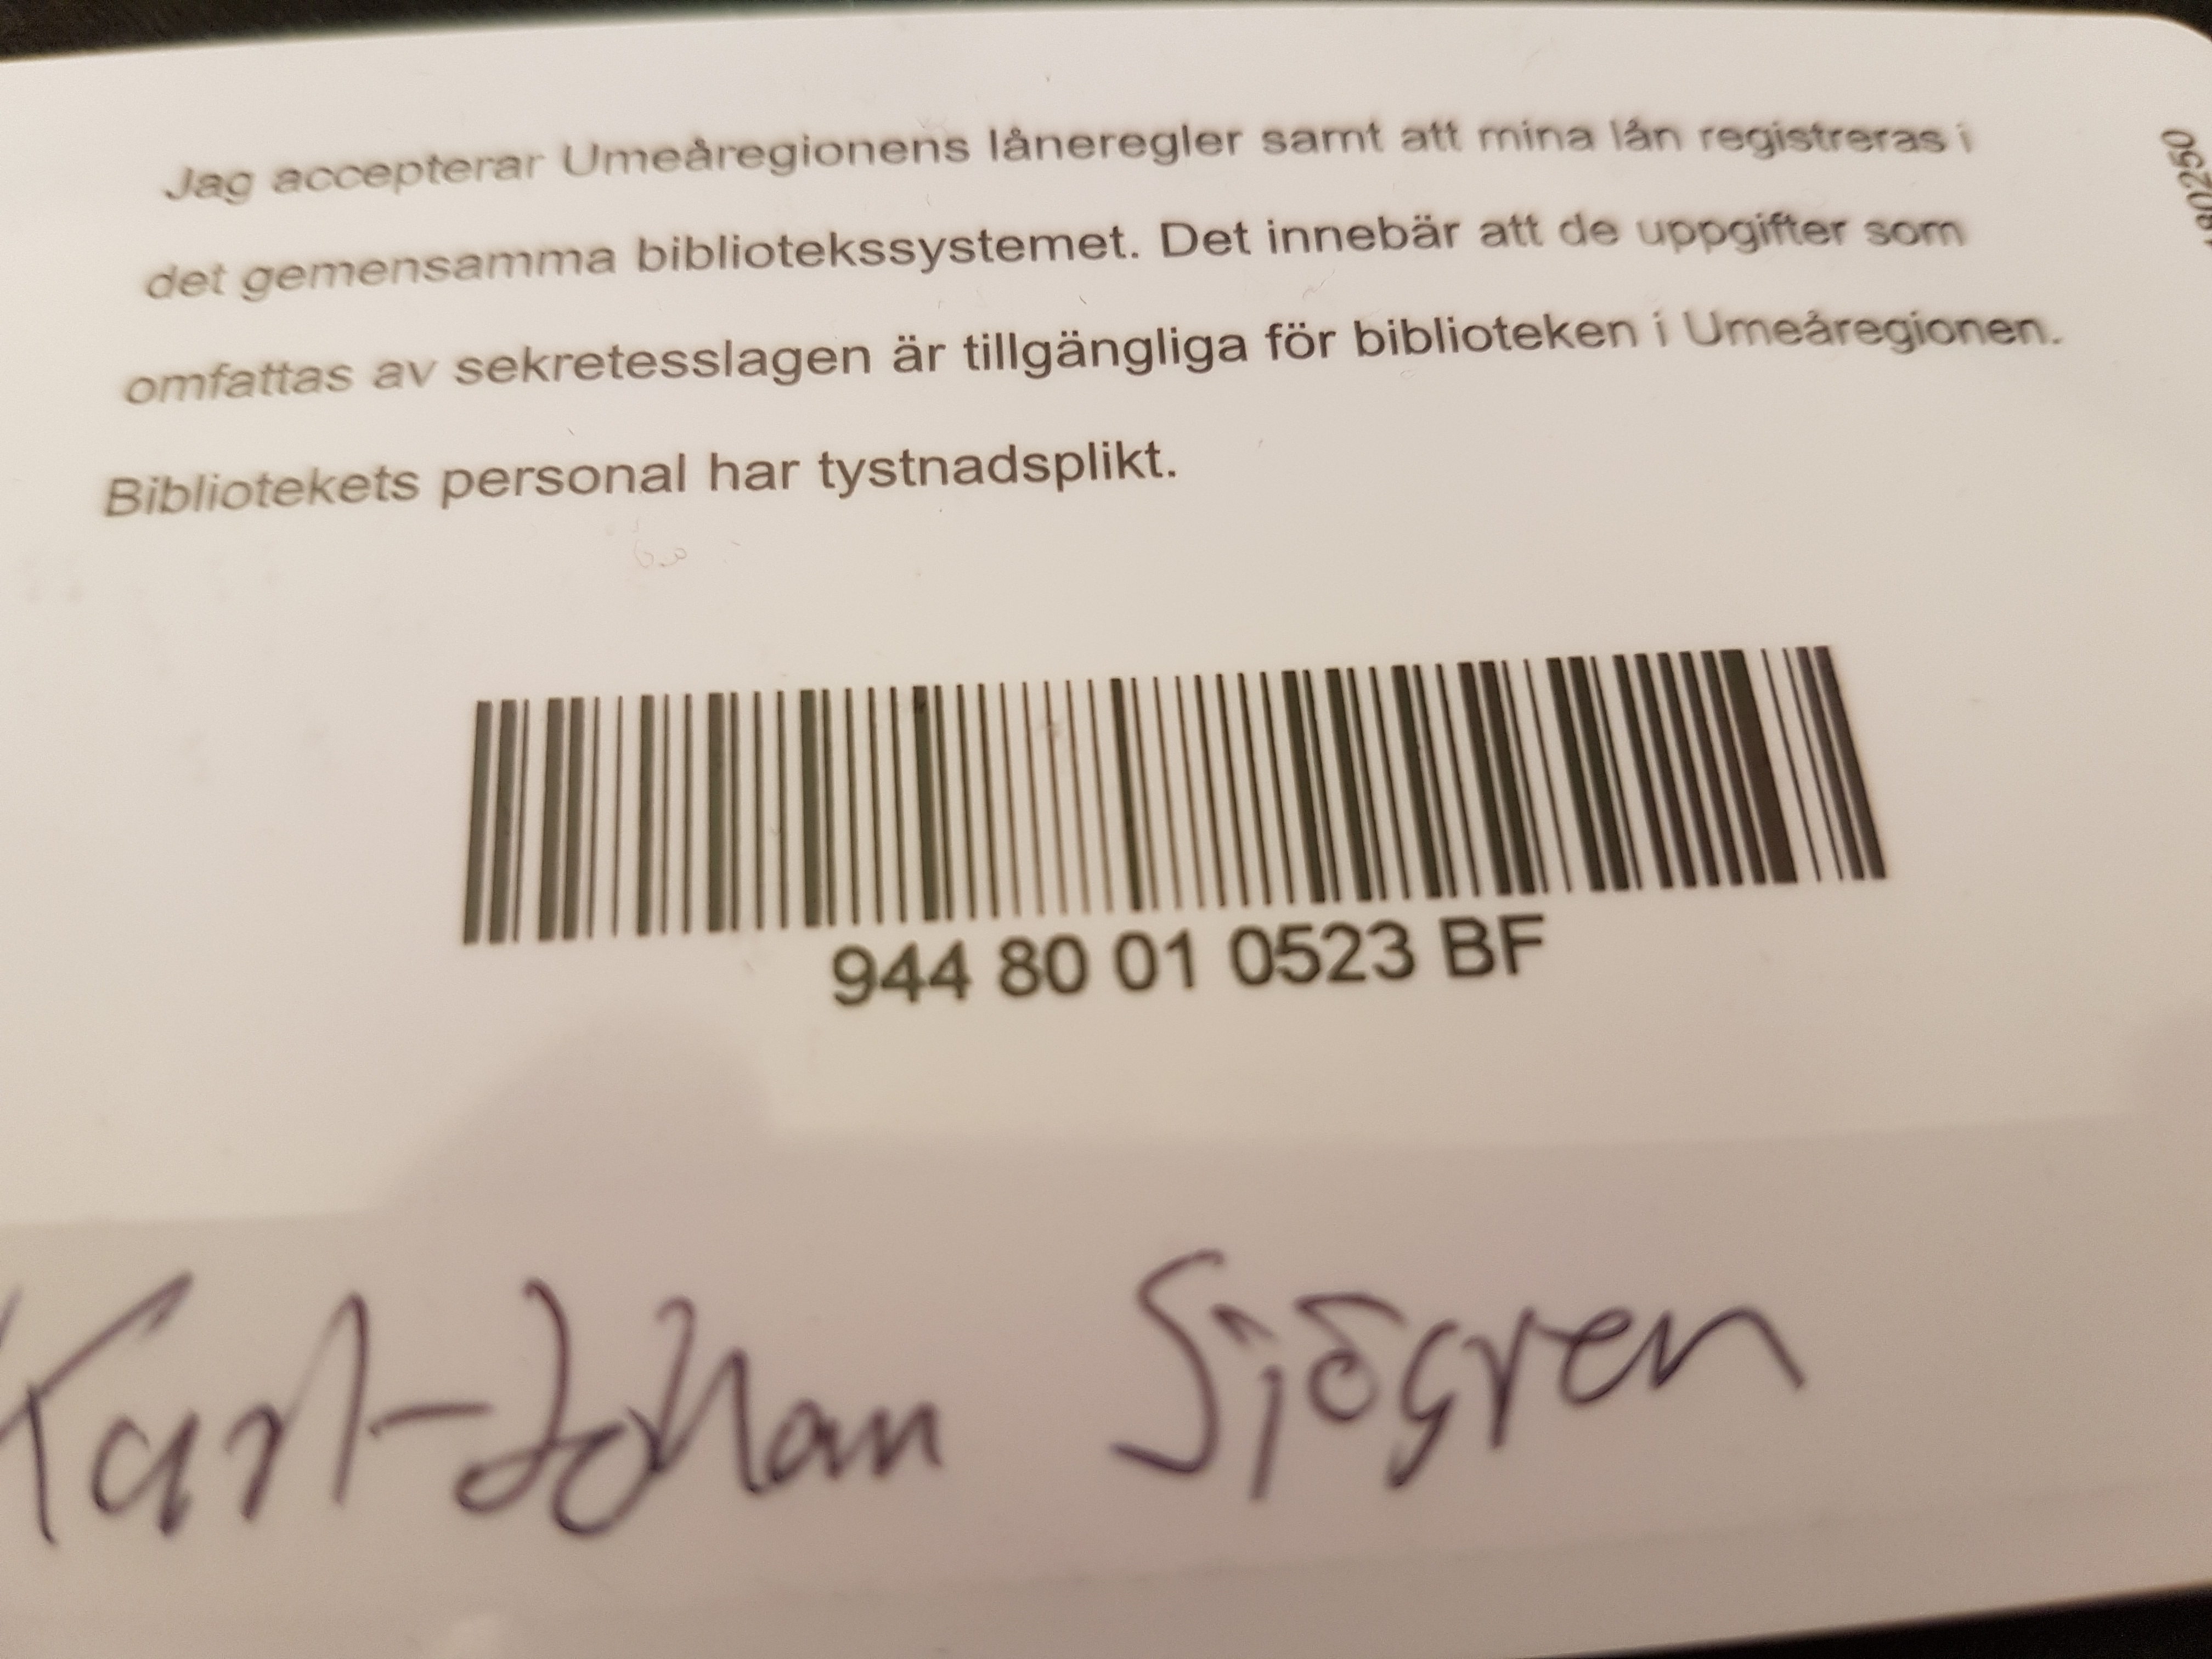 Jag accepterar Umeåregionens låneregler samt att mina lån registreras i
det gemensamma bibliotekssystemet. Det innebär att de uppgifter som
omfattas av sekretesslagen är tillgängliga för biblioteken i Umeåregionen.
Bibliotekets personal har tystnadsplikt.
944 80 01 0523 BF
Karl-Johan Sjögren